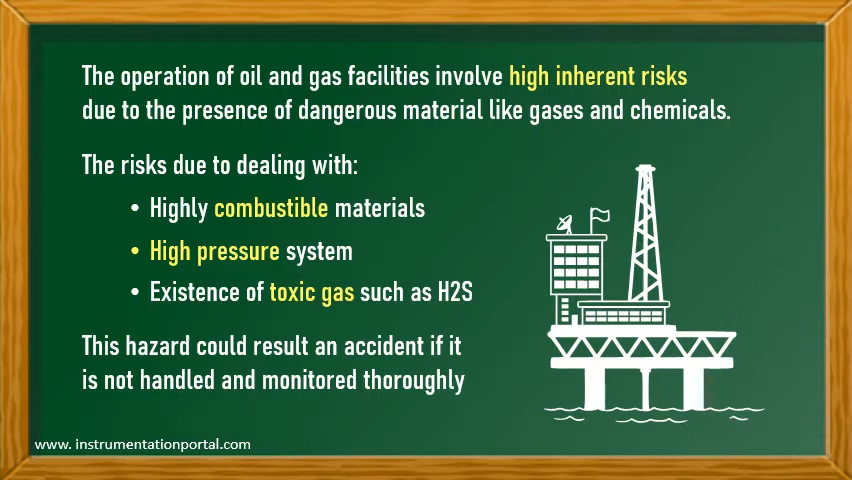 The operation of oil and gas facilities involve high inherent risks
due to the presence of dangerous material like gases and chemicals.
The risks due to dealing with:
• Highly combustible materials
• High pressure system
• Existence of toxic gas such as H2S
This hazard could result an accident if it
is not handled and monitored thoroughly
www. instrumentationportal.com